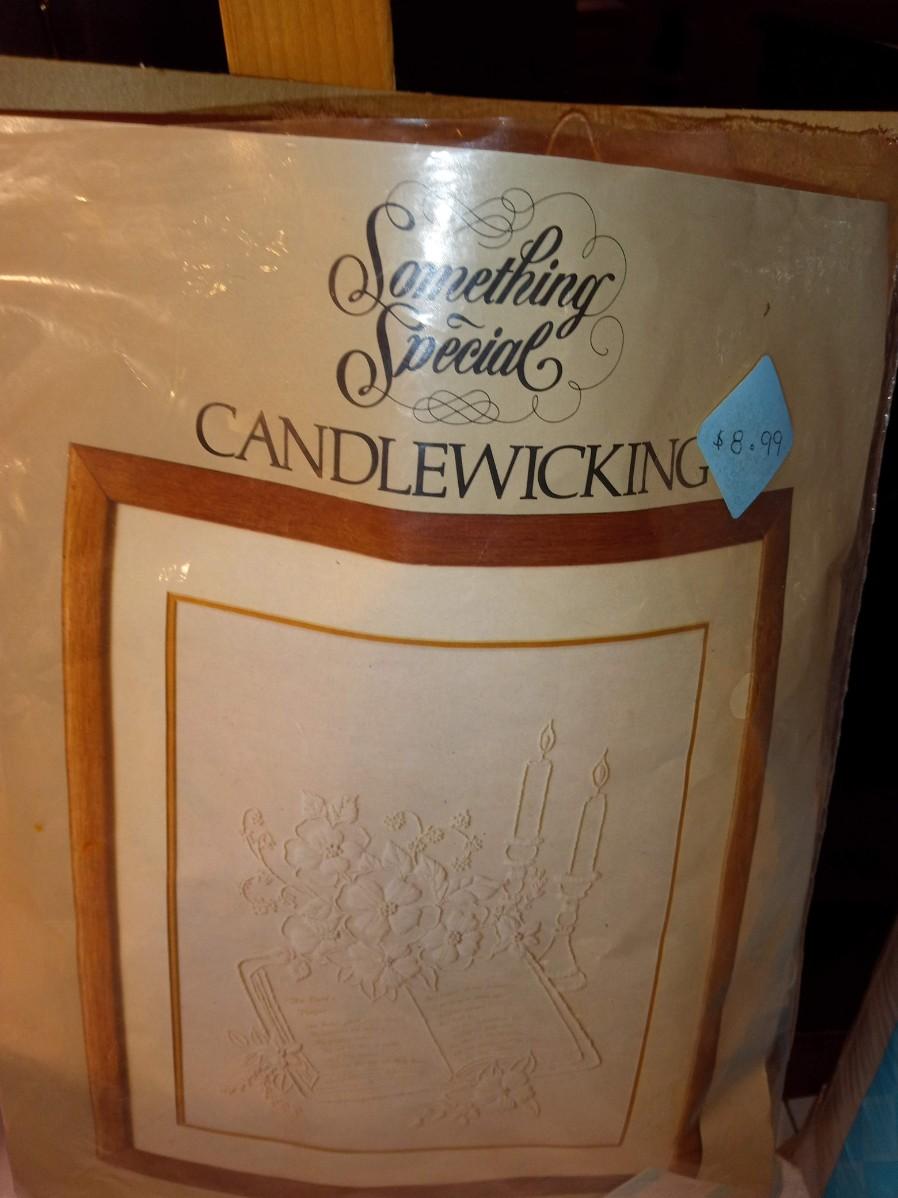 Something
Special
CANDLEWICKING
$8.99